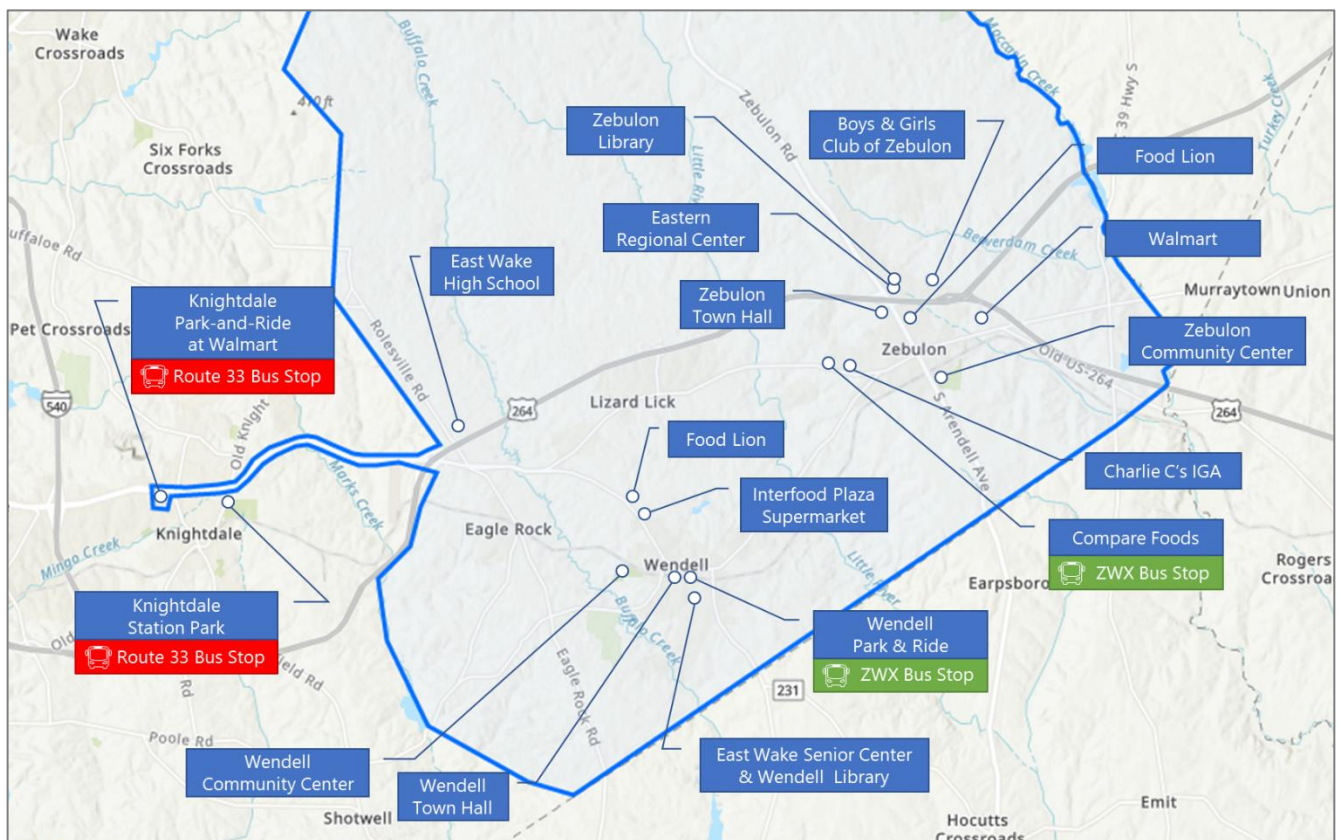 Wake
Crossroads
410 ft
Six Forks
Crossroads
Buffalo Creek
Moccasin Creek
39 Hwy S
Turkey Creek
Zebulon Rd
Zebulon
Library
Boys & Girls
Club of Zebulon
Food Lion
Little
Eastern
Regional Center
Beaverdam Creek
Walmart
uffaloe Rd
East Wake
High School
Zebulon
Town Hall
Murraytown
Union
Knightdale
Park-and-Ride
at Walmart
Route 33 Bus Stop
Pet Crossroads
Rolesville Rd
Zebulon
Zebulon
Community Center
Old US-264
540
264
Lizard Lick
264
Old Knight
Food Lion
S Arendell Ave
Charlie C's IGA
Marks Creek
Interfood Plaza
Supermarket
Eagle Rock
Knightdale
Mingo Creek
Compare Foods
ZWX Bus Stop
Rogers
Crossroa
Wendell
Little River
Earpsboro
Knightdale
Station Park
Route 33 Bus Stop
Old
field Rd
Rd
Buffalo Creek
Wendell
Park & Ride
ZWX Bus Stop
Eagle Rock Rd
231
Poole Rd
Wendell
Community Center
Wendell
Town Hall
East Wake Senior Center
& Wendell Library
Shotwell
Emit
Hocutts
Crossroads